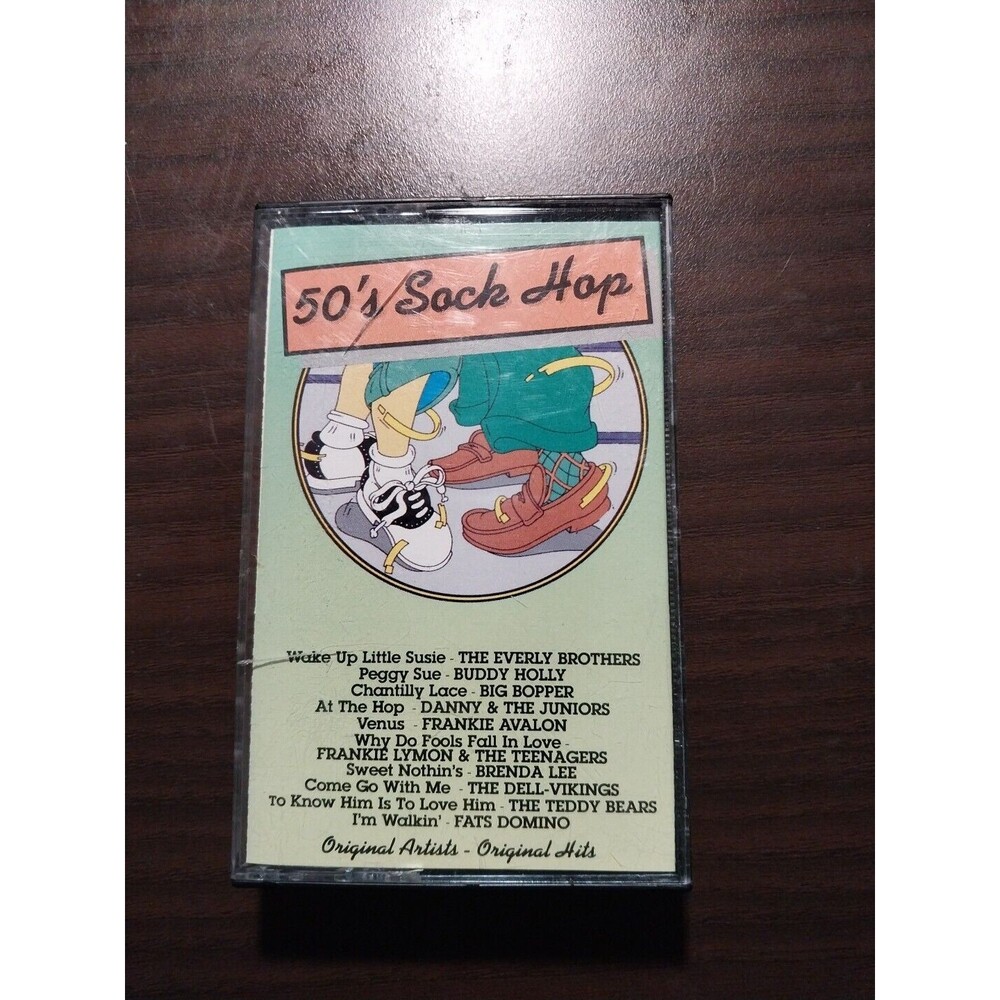 50's Sock Hop
Wake Up Little Susie - THE EVERLY BROTHERS
Peggy Sue - BUDDY HOLLY
Chantilly Lace - BIG BOPPER
At The Hop - DANNY & THE JUNIORS
Venus - FRANKIE AVALON
Why Do Fools Fall In Love -
FRANKIE LYMON & THE TEENAGERS
Sweet Nothin's - BRENDA LEE
Come Go With Me - THE DELL-VIKINGS
To Know Him Is To Love Him - THE TEDDY BEARS
I'm Walkin' - FATS DOMINO
Original Artists - Original Hits